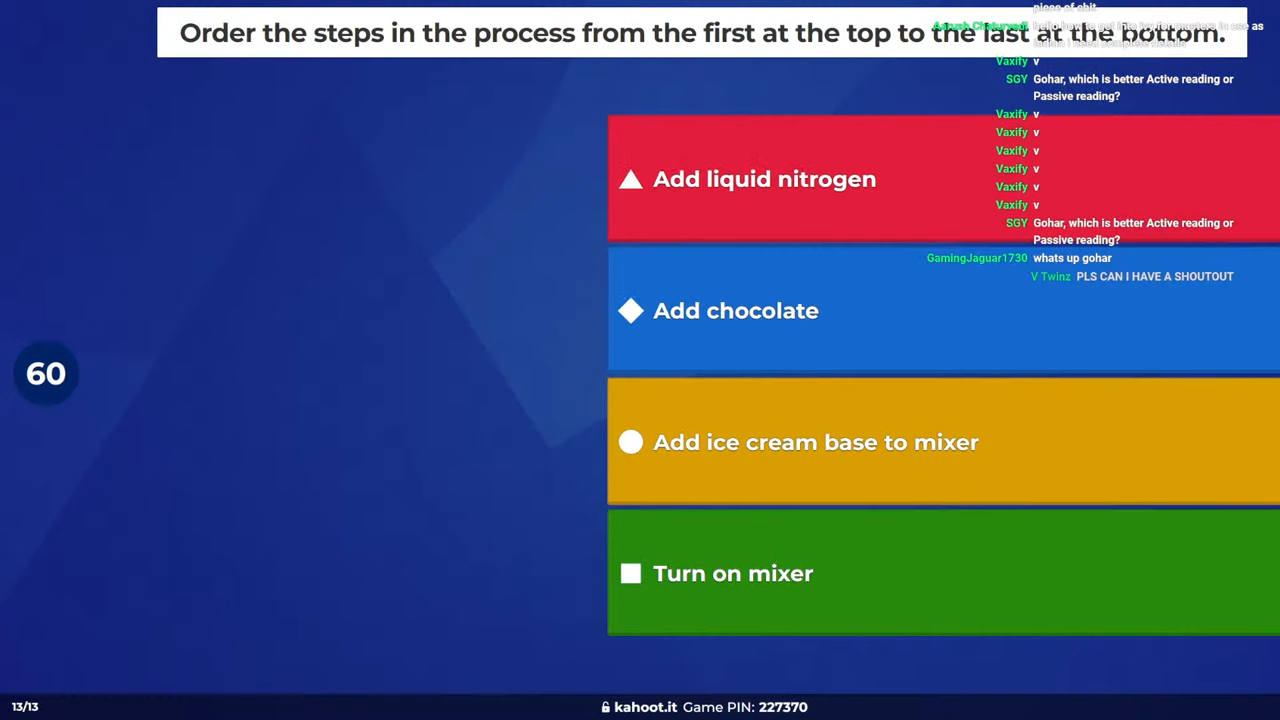 piece of chit
Order the steps in the process from the first at the top to the last at the bottom.
Vaxify v
SGY Gohar, which is better Active reading or
Passive reading?
Vaxify v
Vaxify v
Vaxify v
Vaxify v
Vaxify v
Vaxify v
SGY Gohar, which is better Active reading or
Passive reading?
GamingJaguar1730 whats up gohar
V Twinz PLS CAN I HAVE A SHOUTOUT
Add liquid nitrogen
Add chocolate
60
Add ice cream base to mixer
Turn on mixer
13/13
kahoot.it Game PIN: 227370